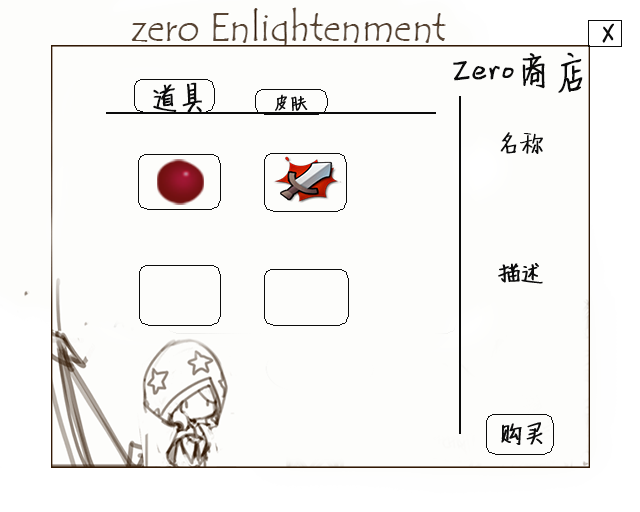 zero Enlightenment
X
Zero商店
道具
皮肤
名称
描述
购买